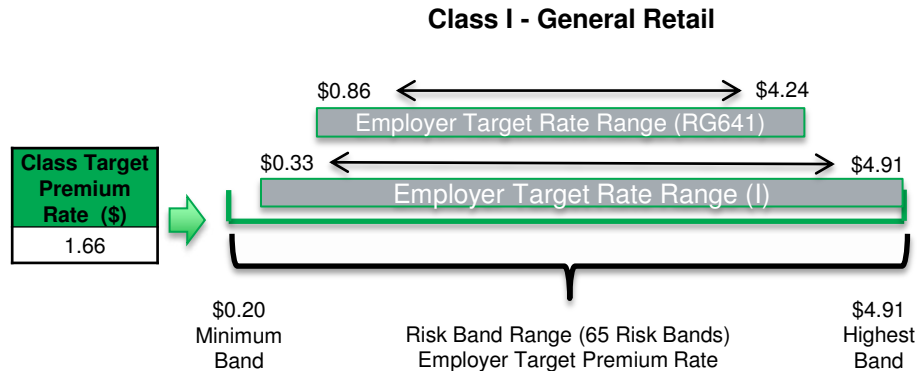 Class I - General Retail
$0.86 $4.24
Employer Target Rate Range (RG641)
$0.33 $4.91
Employer Target Rate Range (I)
Class Target
Premium
Rate ($)
1.66
$0.20
Minimum
Band
Risk Band Range (65 Risk Bands)
Employer Target Premium Rate
$4.91
Highest
Band